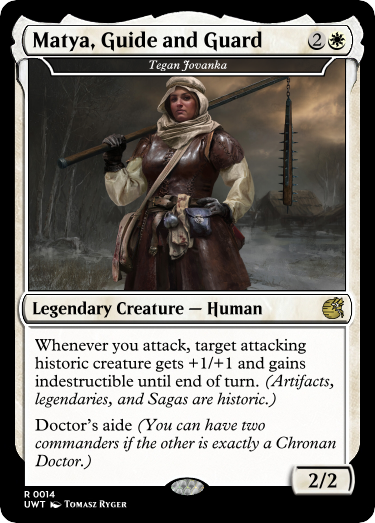 Matya, Guide and Guard 2
Tegan Jovanka
Legendary Creature — Human
Whenever you attack, target attacking
historic creature gets +1/+1 and gains
indestructible until end of turn. (Artifacts,
legendaries, and Sagas are historic.)
Doctor's aide (You can have two
commanders if the other is exactly a Chronan
Doctor.)
2/2
R 0014
UWT Tomasz Ryger